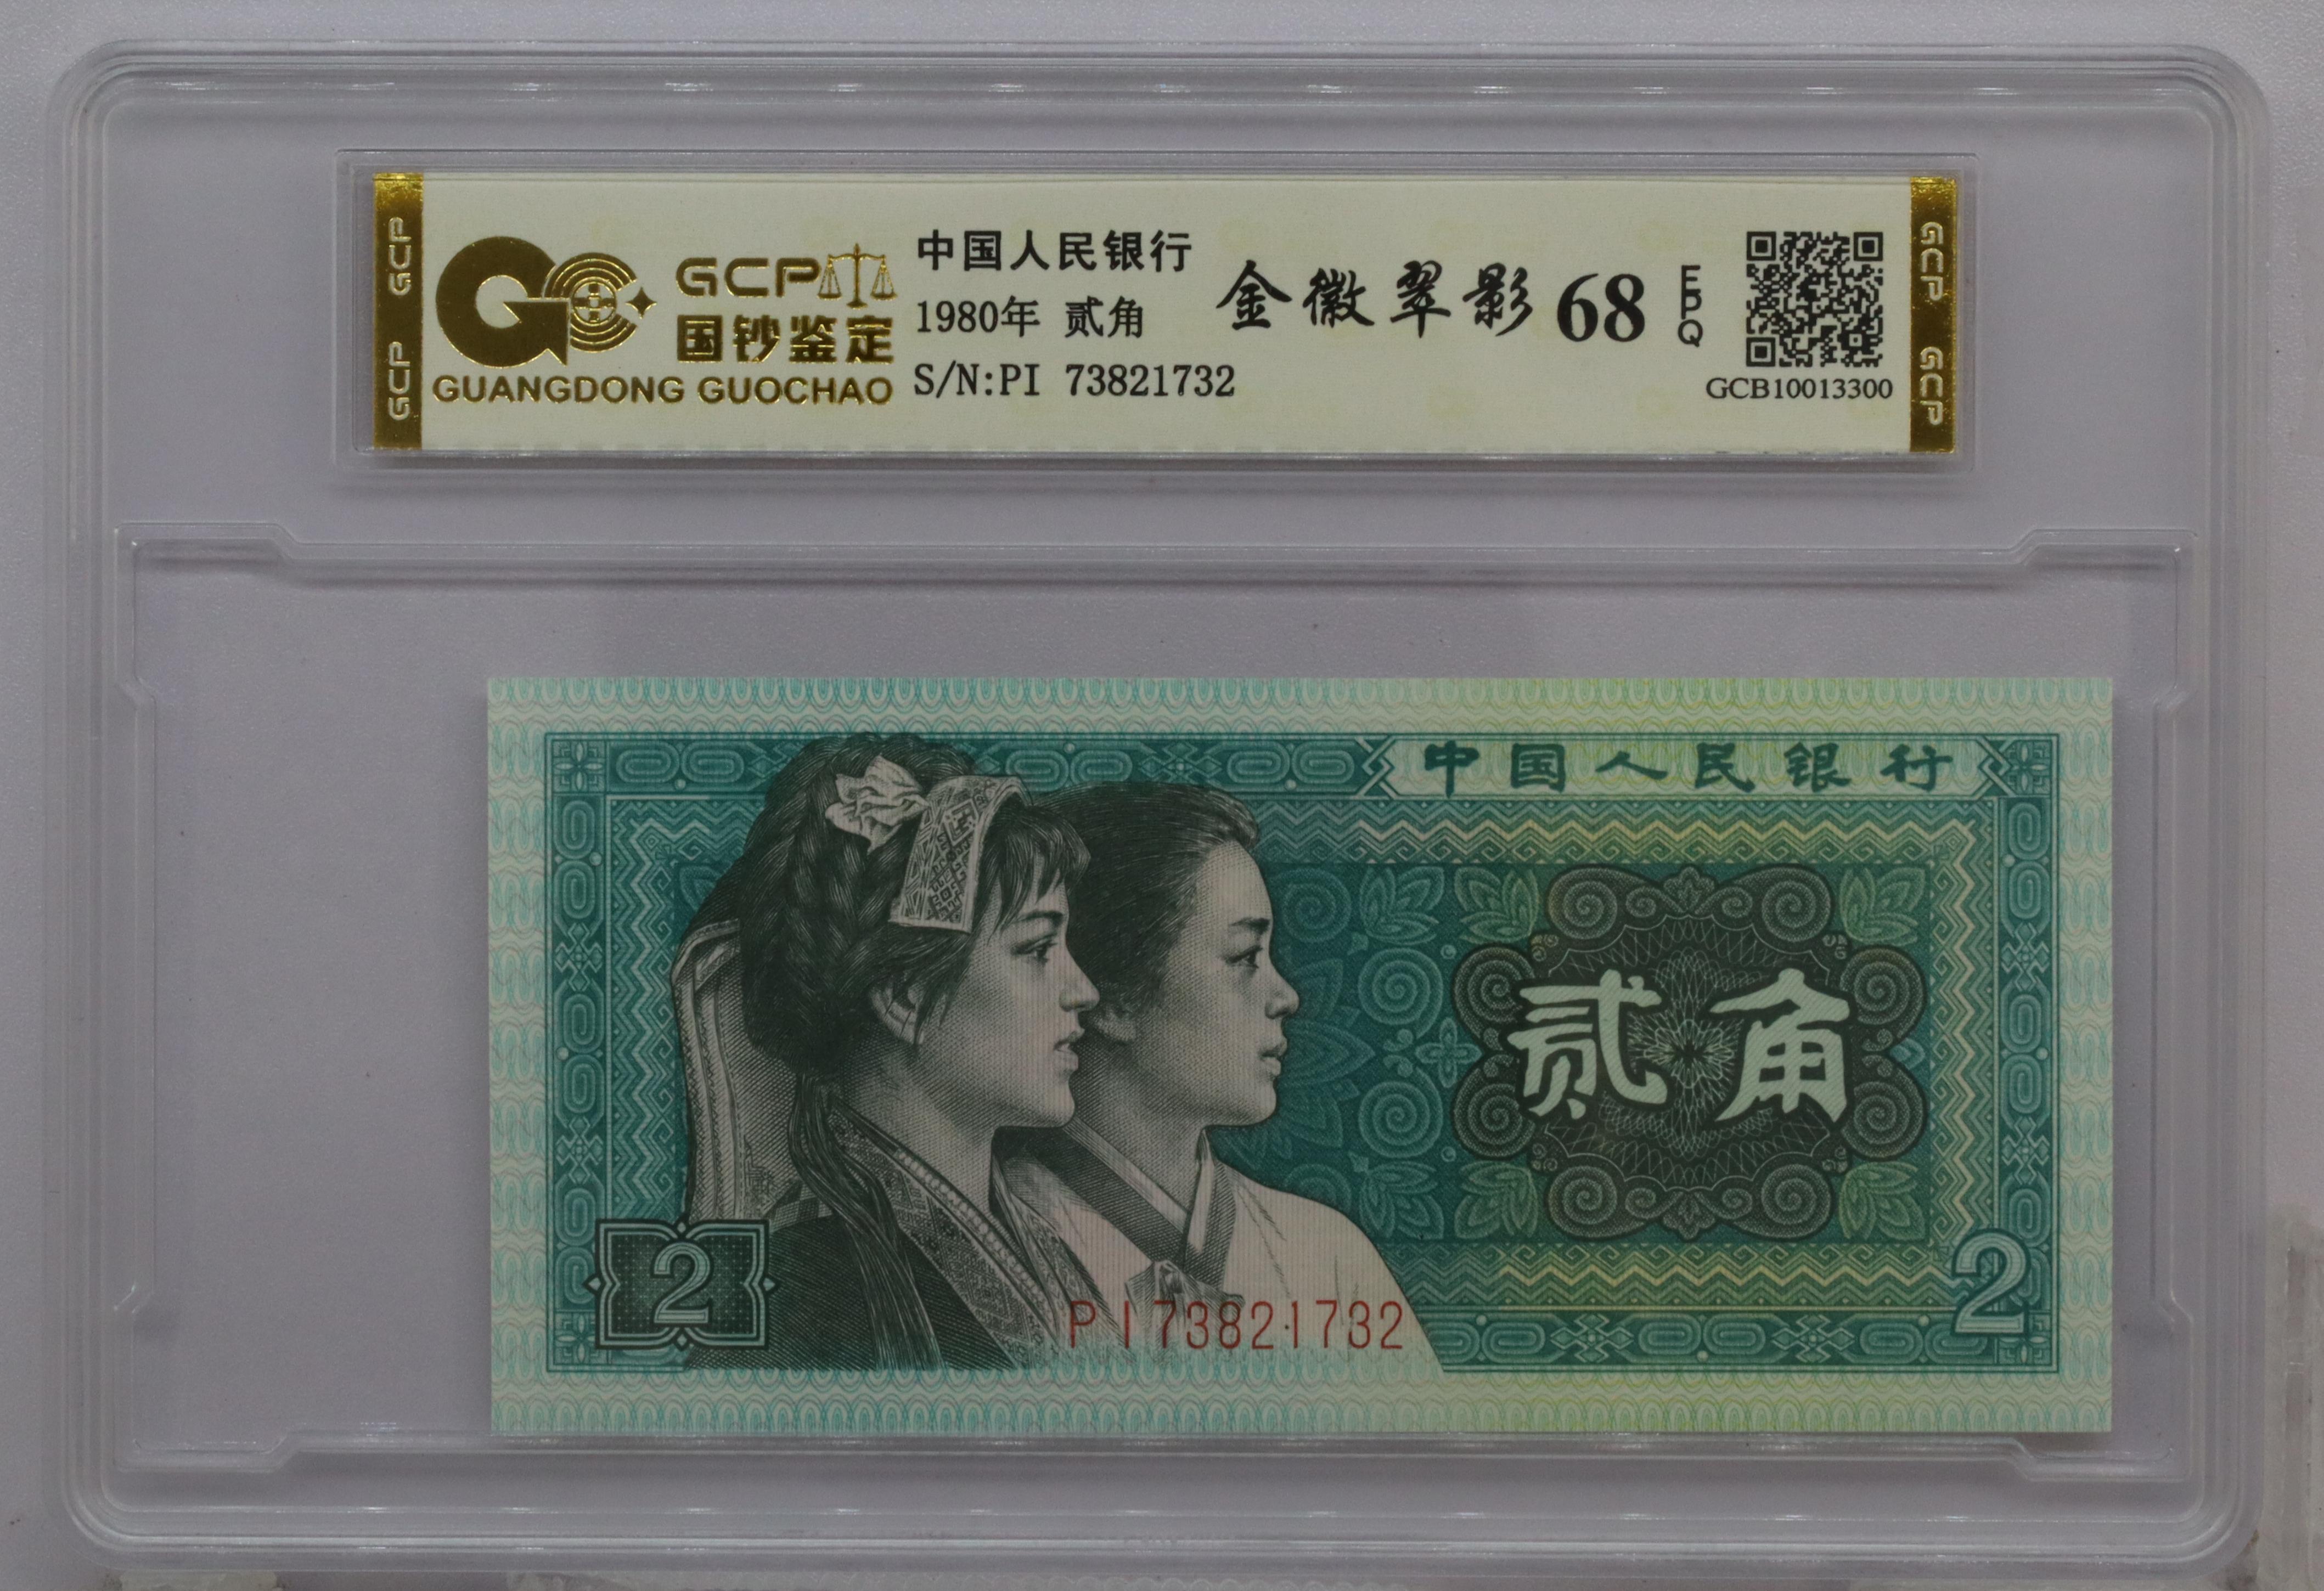 GCP
GCP
GCP
国钞鉴定
GUANGDONG GUOCHAO
中国人民银行
1980年 贰角
S/N:PI 73821732
金徽翠影 68 EPQ
GCB10013300
GCP
GCP
中国人民银行
贰角
2
2
PI73821732